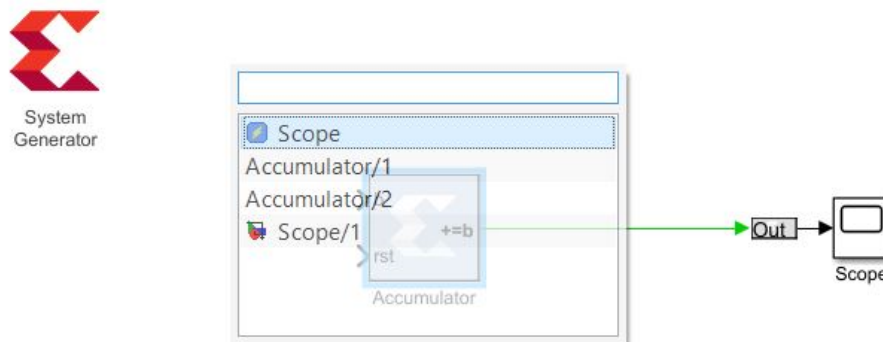 System
Generator
Scope
Accumulator/1
Accumulator/2
Scope/1
+=b
rst
Accumulator
Out
Scope